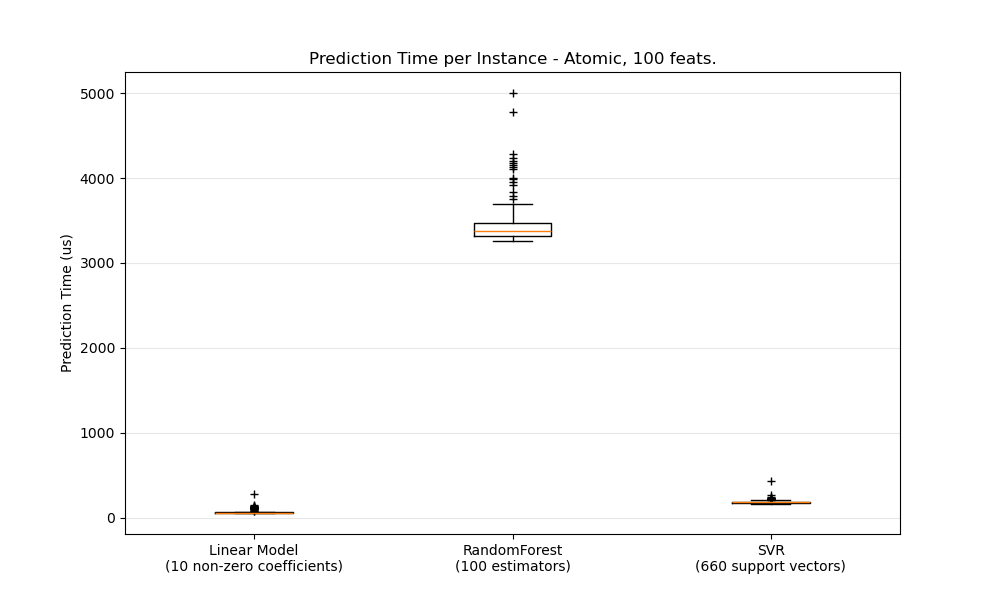 Prediction Time per Instance - Atomic, 100 feats.
Prediction Time (us)
5000
4000
3000
2000
1000
0
Linear Model
(10 non-zero coefficients)
RandomForest
(100 estimators)
SVR
(660 support vectors)